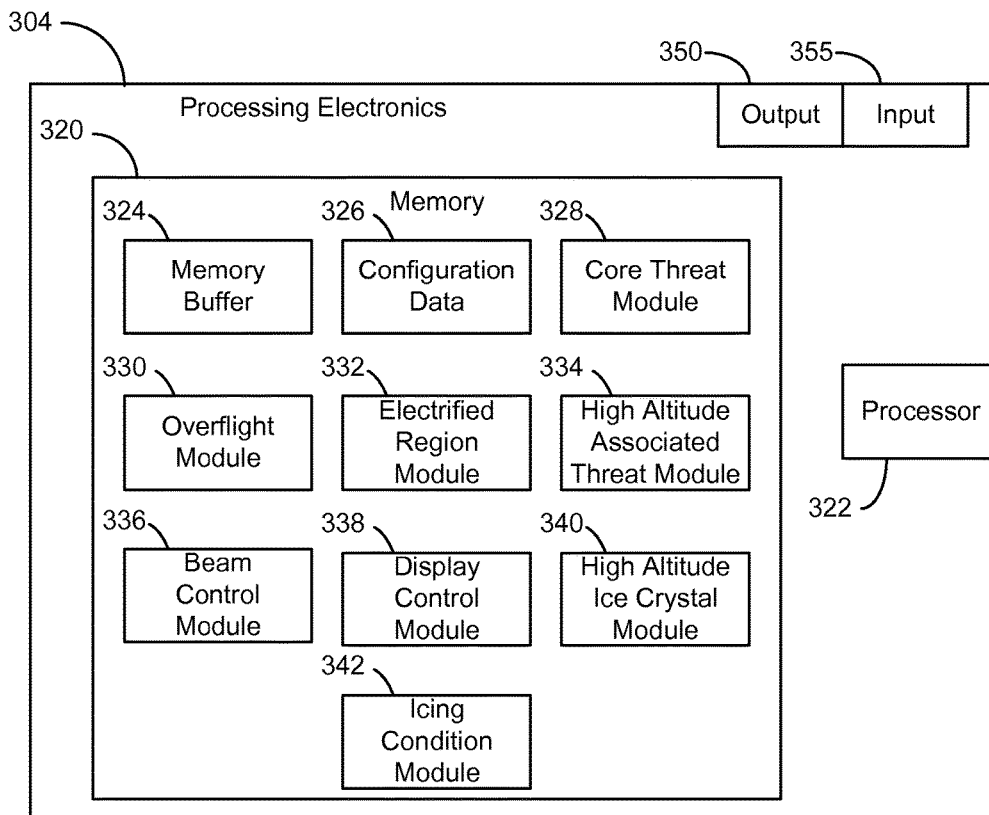 304
350
355
Processing Electronics
Output
Input
320
Memory
324
326
328
Memory
Buffer
Configuration
Data
Core Threat
Module
330
332
334
Overflight
Module
Electrified
Region
Module
High Altitude
Associated
Threat Module
Processor
322
336
338
340
Beam
Control
Module
Display
Control
Module
High Altitude
Ice Crystal
Module
342
Icing
Condition
Module